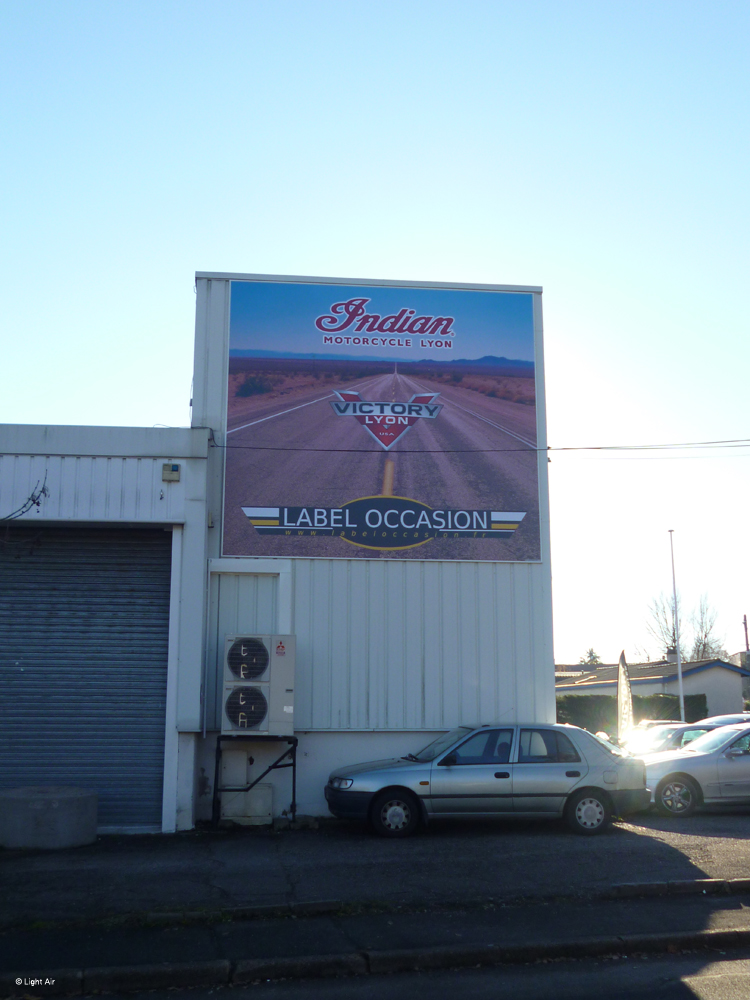 Indian
MOTORCYCLE LYON
VICTORY
LYON
USA
LABEL OCCASION
www.labeloccasion.fr
© Light Air